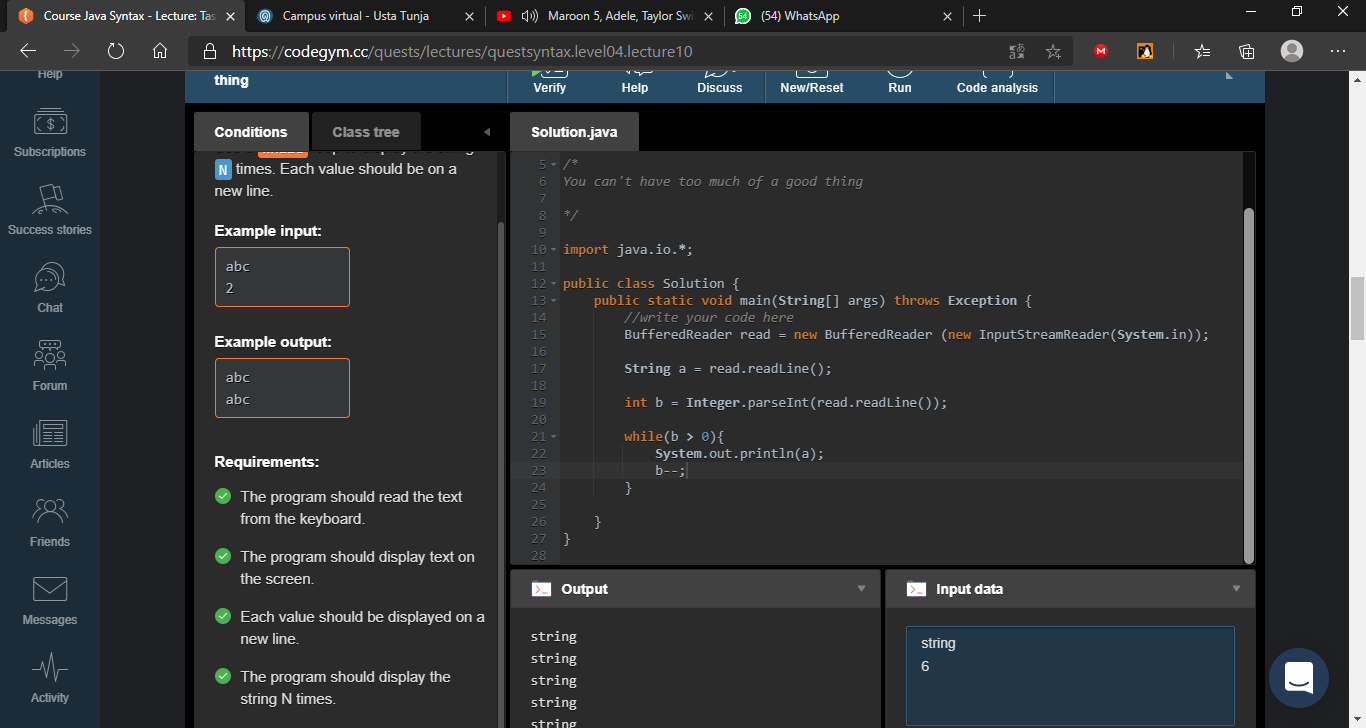 Course Java Syntax - Lecture: Tas
Campus virtual - Usta Tunja
Maroon 5, Adele, Taylor Swi
(54) WhatsApp
https://codegym.cc/quests/lectures/questsyntax.level04.lecture10
Help
Subscriptions
Success stories
Chat
Forum
Articles
Friends
Messages
Activity
thing
Verify
Help
Discuss
New/Reset
Run
Code analysis
Conditions
Class tree
N times. Each value should be on a
new line.
Example input:
abc
2
Example output:
abc
abc
Requirements:
The program should read the text
from the keyboard.
The program should display text on
the screen.
Each value should be displayed on a
new line.
The program should display the
string N times.
Solution.java
5 /*
6 You can't have too much of a good thing
7
8 */
9
10 import java.io.*;
11
12 public class Solution {
13 public static void main(String[] args) throws Exception {
14 //write your code here
15 BufferedReader read = new BufferedReader (new InputStreamReader(System.in));
16
17 String a = read.readLine();
18
19 int b = Integer.parseInt(read.readLine());
20
21 while(b > 0){
22 System.out.println(a);
23 b--;
24 }
25
26 }
27 }
28
Output
string
string
string
string
string
Input data
string
6